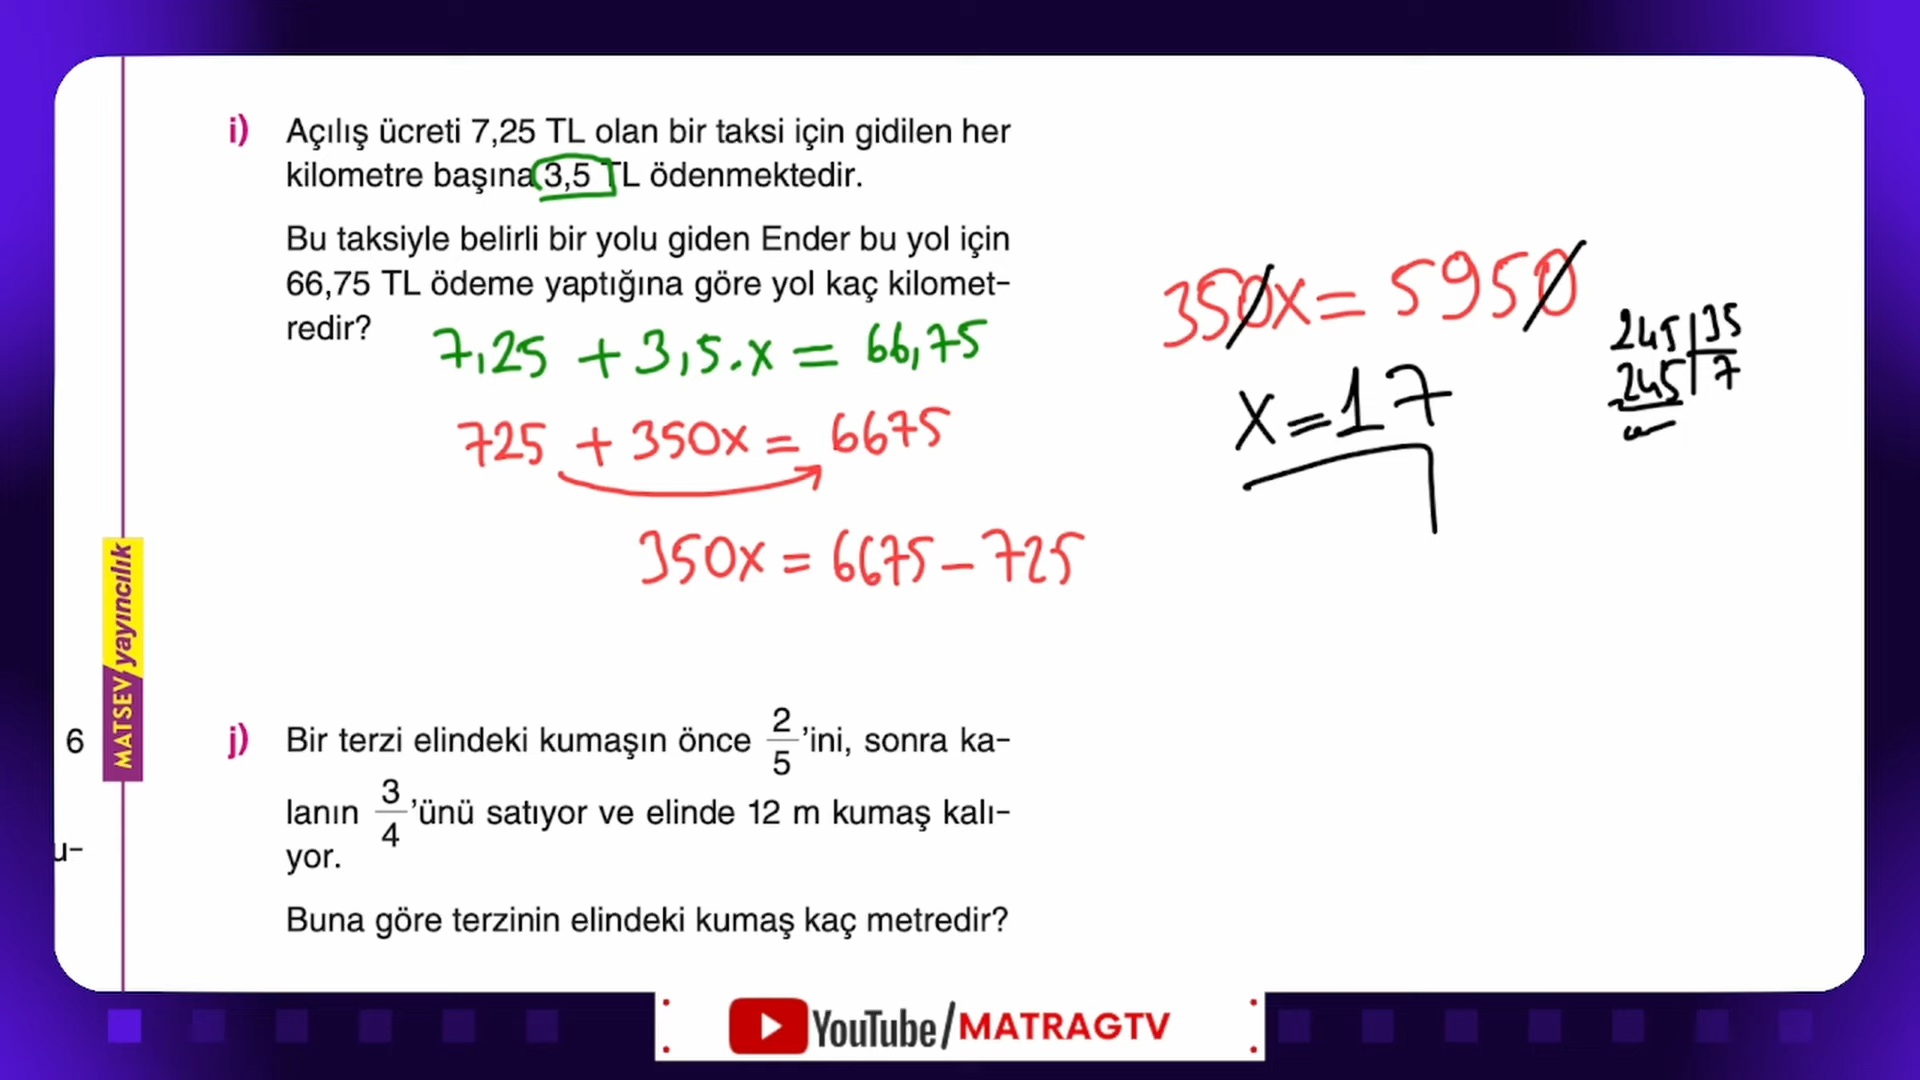 i) Açılış ücreti 7,25 TL olan bir taksi için gidilen her
kilometre başına 3,5 TL ödenmektedir.
Bu taksiyle belirli bir yolu giden Ender bu yol için
66,75 TL ödeme yaptığına göre yol kaç kilomet-
redir?
7,25 + 3,5.x = 66,75
725 + 350x = 6675
350x = 6675 - 725
350x = 5950
x = 17
245 35
245 7
MATSEV yayıncılık
6
u-
j) Bir terzi elindeki kumaşın önce 2/5 'ini, sonra ka-
lanın 3/4 'ünü satıyor ve elinde 12 m kumaş kalı-
yor.
Buna göre terzinin elindeki kumaş kaç metredir?
YouTube/MATRAGTV